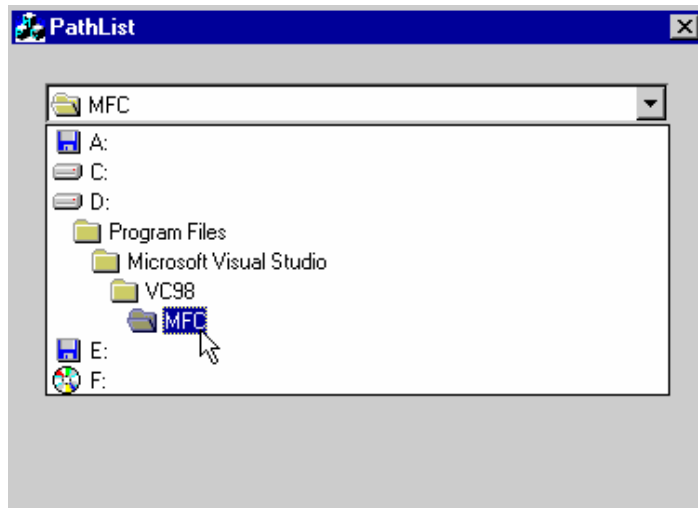 PathList
MFC
A:
C:
D:
Program Files
Microsoft Visual Studio
VC98
MFC
E:
F: